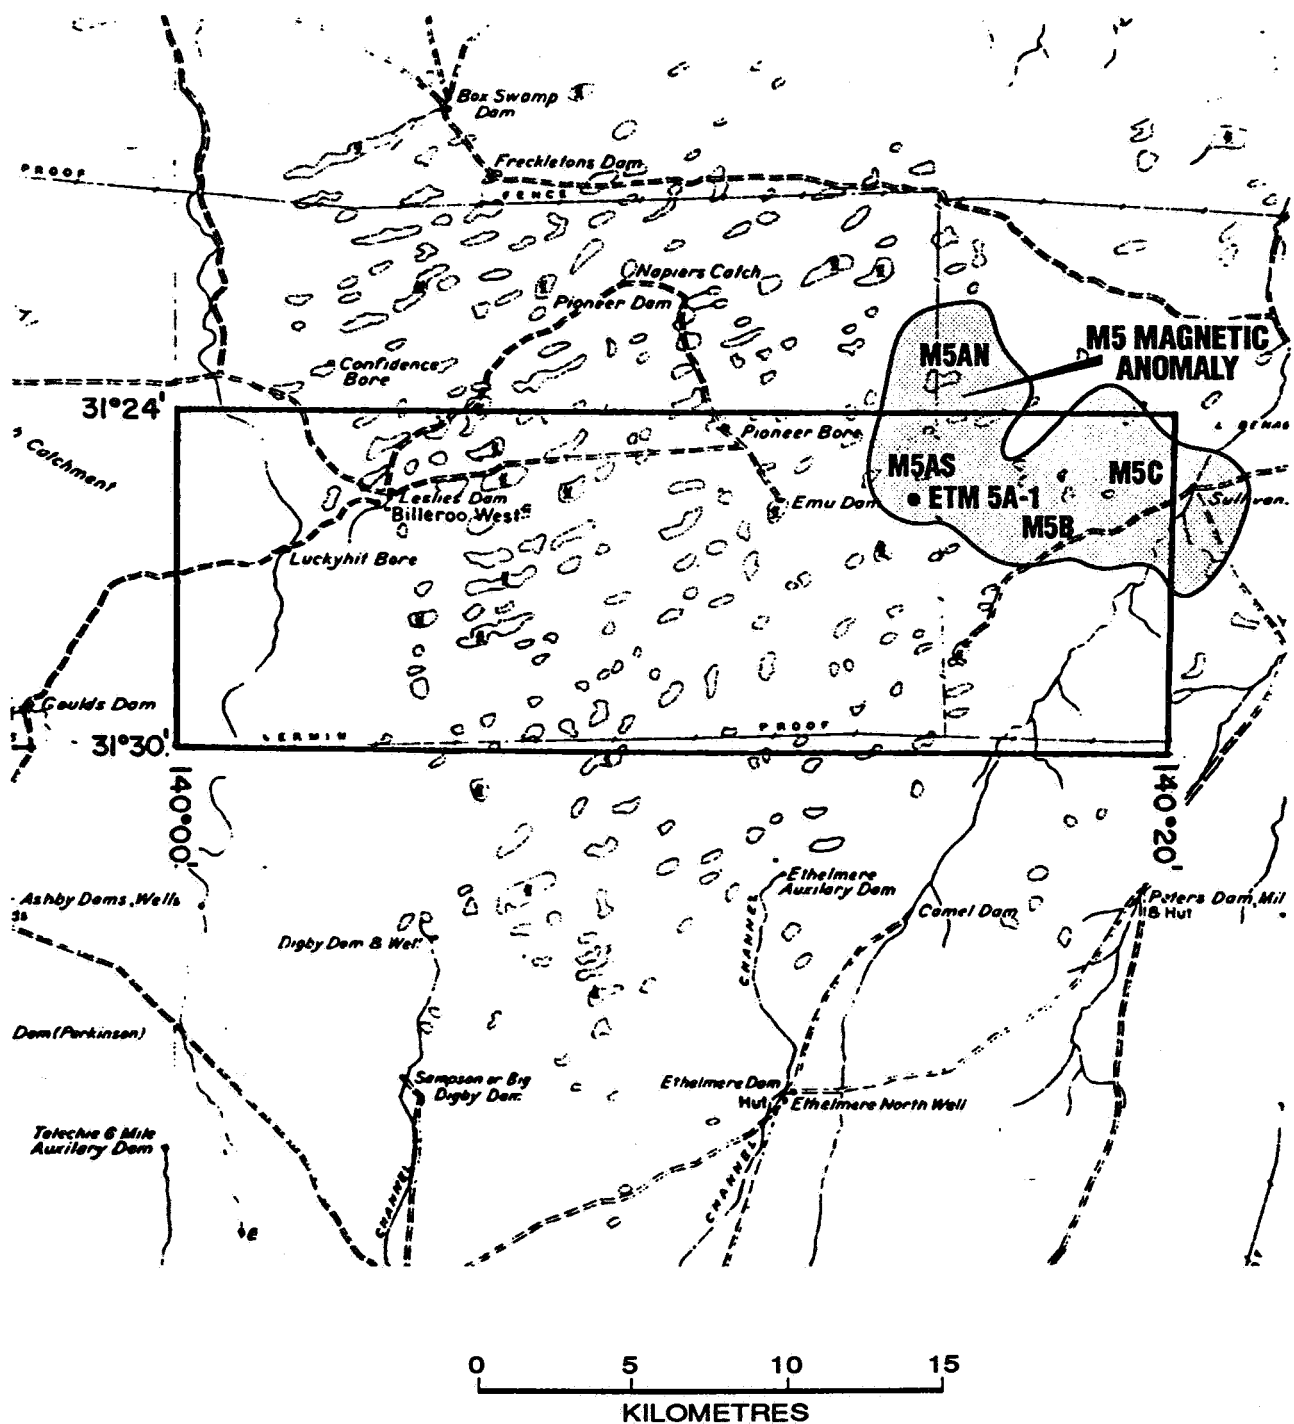 Box Swamp
Dam
Freckletons Dam
PROOF
FENCE
Napiers Catch
Pioneer Dam
M5 MAGNETIC
ANOMALY
M5AN
Confidence
Bore
31°24'
Pioneer Bore
Catchment
M5AS
M5C
Leslies Dam
Billeroo West
Emu Dam
ETM 5A-1
M5B
Luckyhit Bore
Goulds Dam
31°30'
PROOF
140°00'
140°20'
Ethelmere
Auxilary Dam
Ashby Dams, Wells
Camel Dam
Peters Dam, Mil
& Hut
CHANNEL
Digby Dam & Well
Dam (Parkinson)
Sampson or Big
Digby Dam
Ethelmere Dam
Hut
Ethelmere North Well
6 Mile
Auxilary Dam
CHANNEL
CHANNEL
0 5 10 15
KILOMETRES